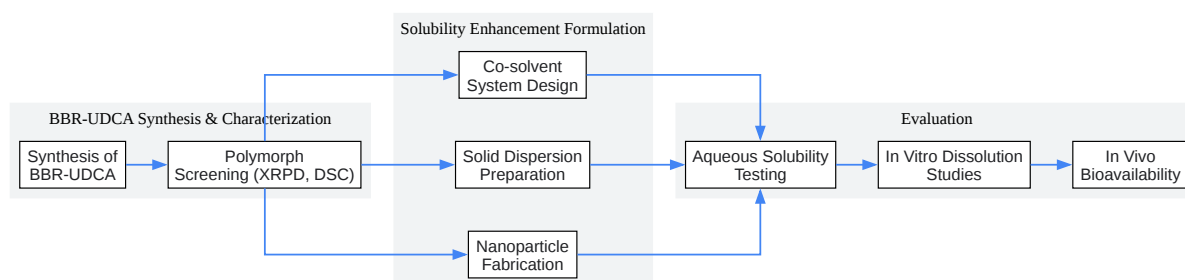 Solubility Enhancement Formulation
Co-solvent
System Design
BBR-UDCA Synthesis & Characterization
Evaluation
Synthesis of
BBR-UDCA
Polymorph
Screening (XRPD, DSC)
Solid Dispersion
Preparation
Aqueous Solubility
Testing
In Vitro Dissolution
Studies
In Vivo
Bioavailability
Nanoparticle
Fabrication